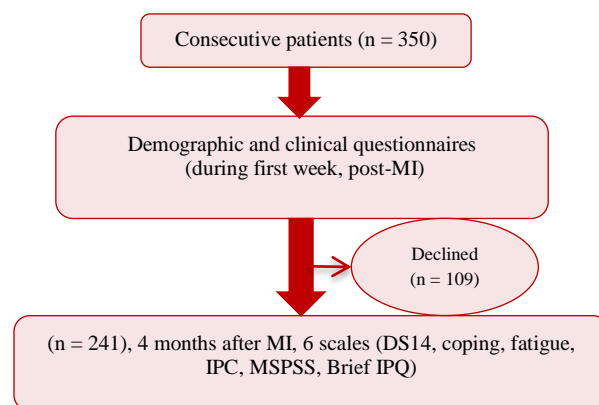 Consecutive patients (n = 350)
Demographic and clinical questionnaires
(during first week, post-MI)
Declined
(n = 109)
(n = 241), 4 months after MI, 6 scales (DS14, coping, fatigue,
IPC, MSPSS, Brief IPQ)